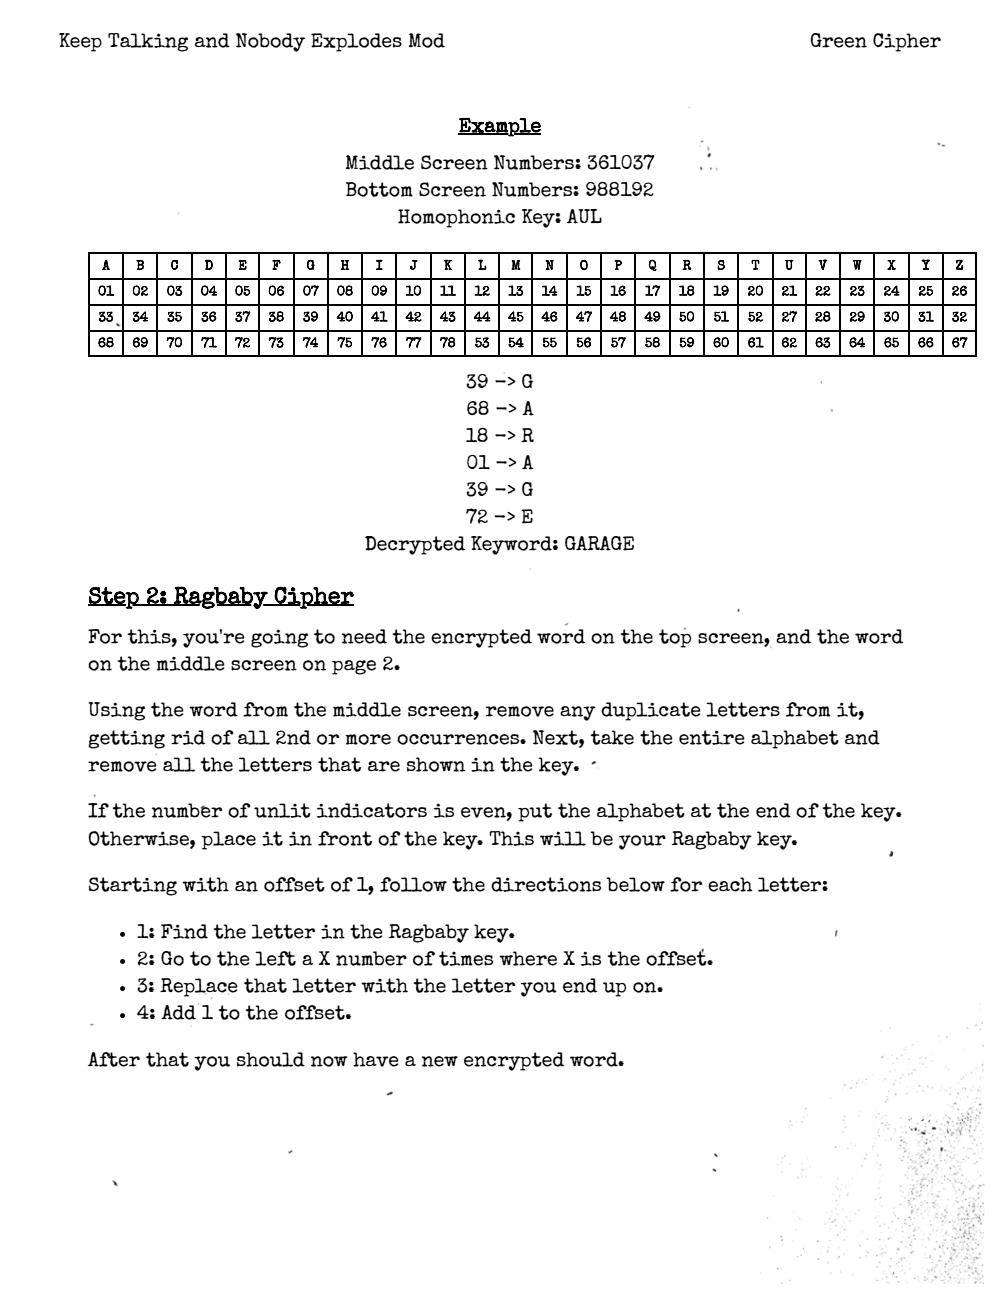 Keep Talking and Nobody Explodes Mod
Green Cipher
Example
Middle Screen Numbers: 361037
Bottom Screen Numbers: 988192
Homophonic Key: AUL
A B C D E F G H I J K L M N O P Q R S T U V W X Y Z
01 02 03 04 05 06 07 08 09 10 11 12 13 14 15 16 17 18 19 20 21 22 23 24 25 26
33 34 35 36 37 38 39 40 41 42 43 44 45 46 47 48 49 50 51 52 27 28 29 30 31 32
68 69 70 71 72 73 74 75 76 77 78 53 54 55 56 57 58 59 60 61 62 63 64 65 66 67
39 -> G
68 -> A
18 -> R
01 -> A
39 -> G
72 -> E
Decrypted Keyword: GARAGE
Step 2: Ragbaby Cipher
For this, you're going to need the encrypted word on the top screen, and the word
on the middle screen on page 2.
Using the word from the middle screen, remove any duplicate letters from it,
getting rid of all 2nd or more occurrences. Next, take the entire alphabet and
remove all the letters that are shown in the key.
If the number of unlit indicators is even, put the alphabet at the end of the key.
Otherwise, place it in front of the key. This will be your Ragbaby key.
Starting with an offset of 1, follow the directions below for each letter:
• 1: Find the letter in the Ragbaby key.
• 2: Go to the left a X number of times where X is the offset.
• 3: Replace that letter with the letter you end up on.
• 4: Add 1 to the offset.
After that you should now have a new encrypted word.